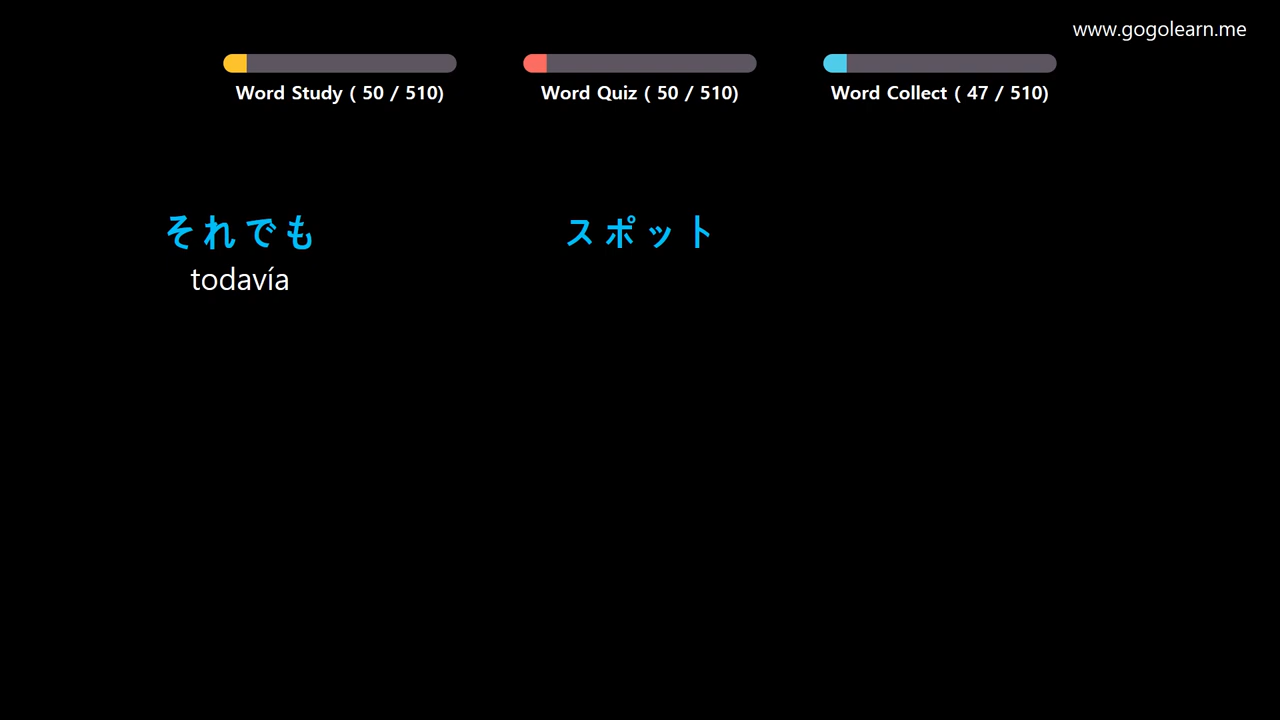 www.gogolearn.me
Word Study ( 50 / 510)
Word Quiz ( 50 / 510)
Word Collect ( 47 / 510)
それでも
todavía
スポット